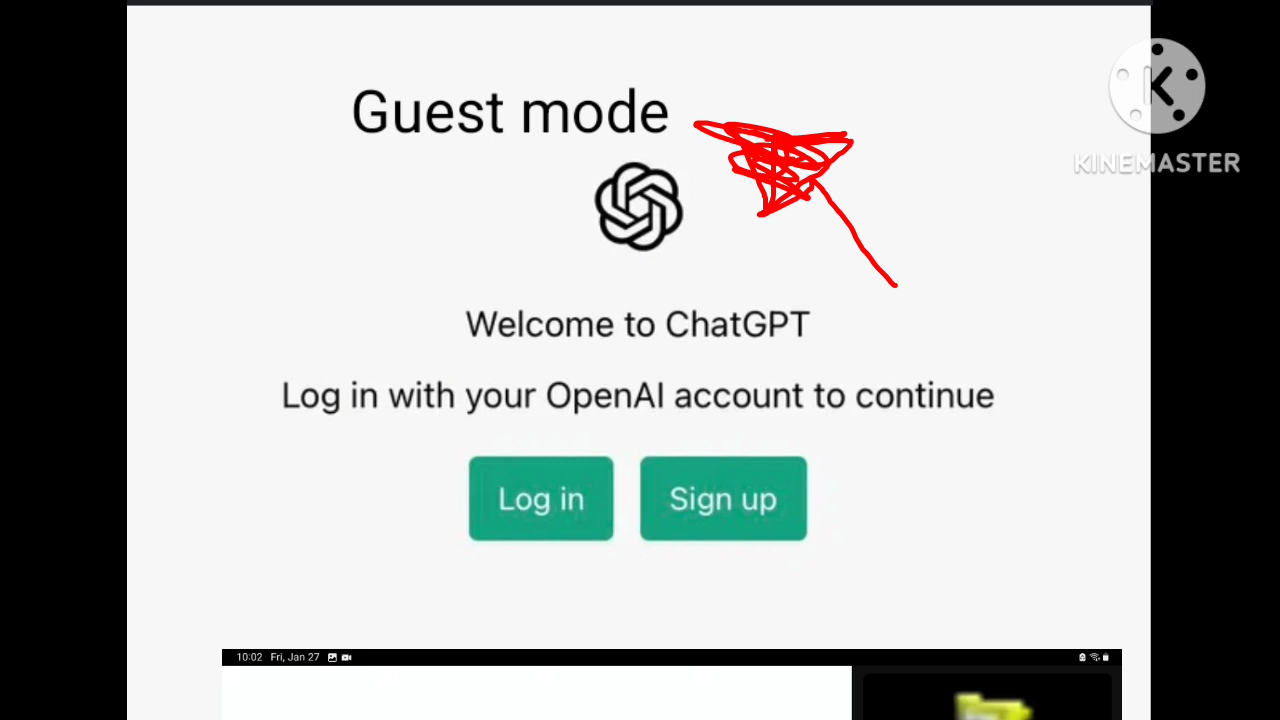 Guest mode
KINEMASTER
Welcome to ChatGPT
Log in with your OpenAI account to continue
Log in Sign up
10:02 Fri, Jan 27